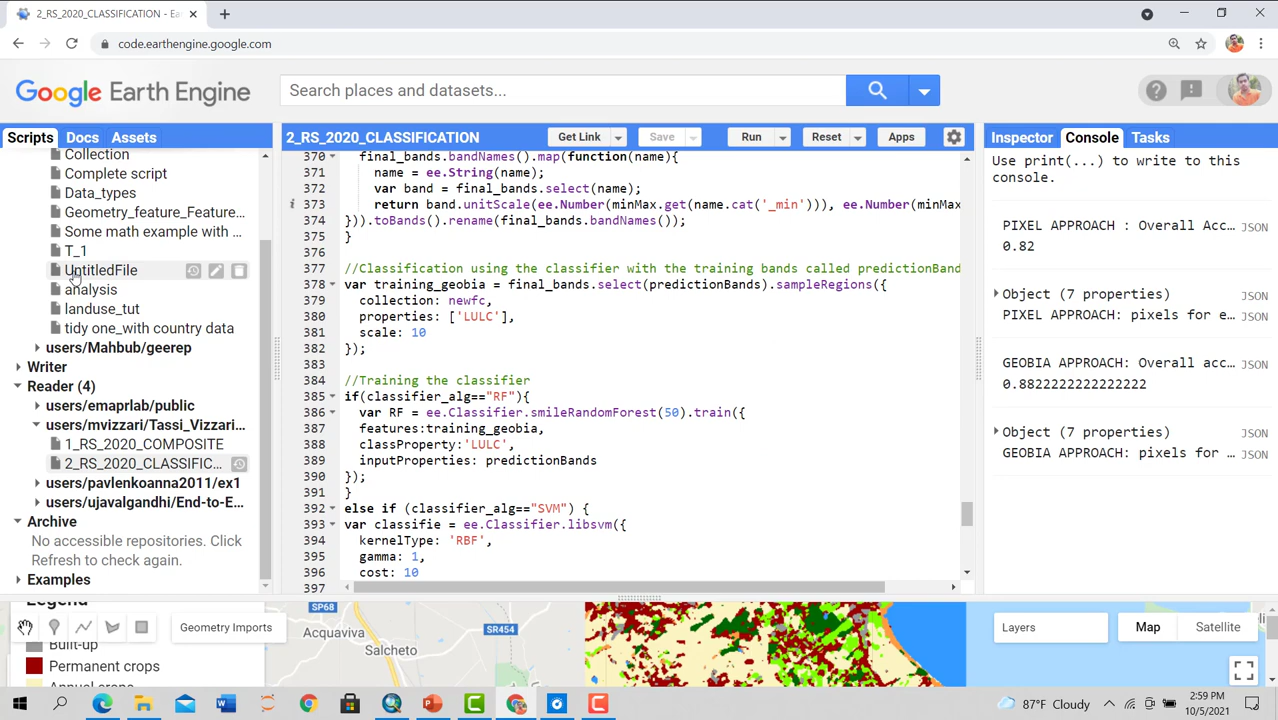 2_RS_2020_CLASSIFICATION - Ea
code.earthengine.google.com
Google Earth Engine
Search places and datasets...
Scripts
Docs
Assets
Collection
Complete script
Data_types
Geometry_feature_Feature...
Some math example with ...
T_1
UntitledFile
analysis
landuse_tut
tidy one_with country data
users/Mahbub/geerep
Writer
Reader (4)
users/emaprlab/public
users/mvizzari/Tassi_Vizzari...
1_RS_2020_COMPOSITE
2_RS_2020_CLASSIFIC...
users/pavlenkoanna2011/ex1
users/ujavalgandhi/End-to-E...
Archive
No accessible repositories. Click
Refresh to check again.
Examples
2_RS_2020_CLASSIFICATION
Get Link
Save
Run
Reset
Apps
370 final_bands.bandNames().map(function(name){
371 name = ee.String(name);
372 var band = final_bands.select(name);
373 return band.unitScale(ee.Number(minMax.get(name.cat('_min'))), ee.Number(minMax
374 })).toBands().rename(final_bands.bandNames());
375 }
376
377 //Classification using the classifier with the training bands called predictionBand
378 var training_geobia = final_bands.select(predictionBands).sampleRegions({
379 collection: newfc,
380 properties: ['LULC'],
381 scale: 10
382 });
383
384 //Training the classifier
385 if(classifier_alg=="RF"){
386 var RF = ee.Classifier.smileRandomForest(50).train({
387 features:training_geobia,
388 classProperty:'LULC',
389 inputProperties: predictionBands
390 });
391 }
392 else if (classifier_alg=="SVM") {
393 var classifie = ee.Classifier.libsvm({
394 kernelType: 'RBF',
395 gamma: 1,
396 cost: 10
397
Inspector
Console
Tasks
Use print(...) to write to this
console.
PIXEL APPROACH : Overall Acc...
JSON
0.82
Object (7 properties)
JSON
PIXEL APPROACH: pixels for e...
JSON
GEOBIA APPROACH: Overall acc...
JSON
0.8822222222222222
Object (7 properties)
JSON
GEOBIA APPROACH: pixels for ...
JSON
Legend
Built-up
Permanent crops
Annual crops
Geometry Imports
SP68
Acquaviva
Salcheto
SR454
Layers
Map
Satellite
87°F Cloudy
2:59 PM
10/5/2021